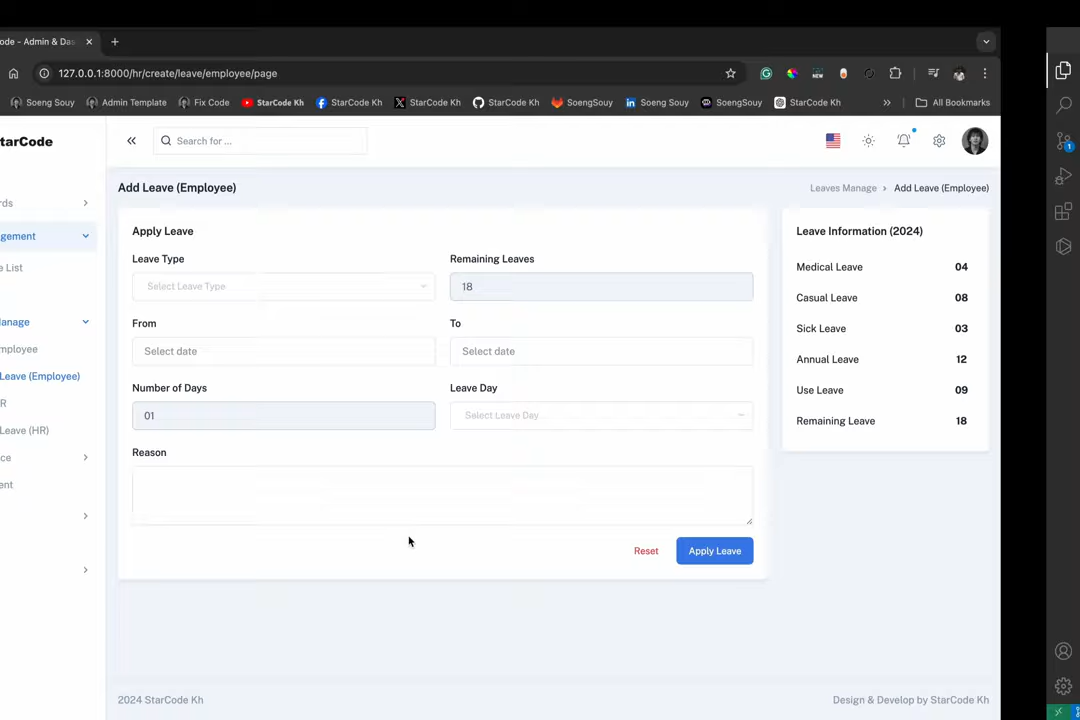 ode - Admin & Das
127.0.0.1:8000/hr/create/leave/employee/page
NEW
Soeng Souy Admin Template Fix Code StarCode Kh StarCode Kh StarCode Kh StarCode Kh SoengSouy Soeng Souy SoengSouy StarCode Kh All Bookmarks
tarCode
Search for ...
Add Leave (Employee)
Leaves Manage Add Leave (Employee)
rds
gement
e List
anage
mployee
Leave (Employee)
R
Leave (HR)
ce
ent
Apply Leave
Leave Type
Remaining Leaves
Select Leave Type
18
From
To
Select date
Select date
Number of Days
Leave Day
01
Select Leave Day
Reason
Reset
Apply Leave
Leave Information (2024)
Medical Leave 04
Casual Leave 08
Sick Leave 03
Annual Leave 12
Use Leave 09
Remaining Leave 18
2024 StarCode Kh
Design & Develop by StarCode Kh
1